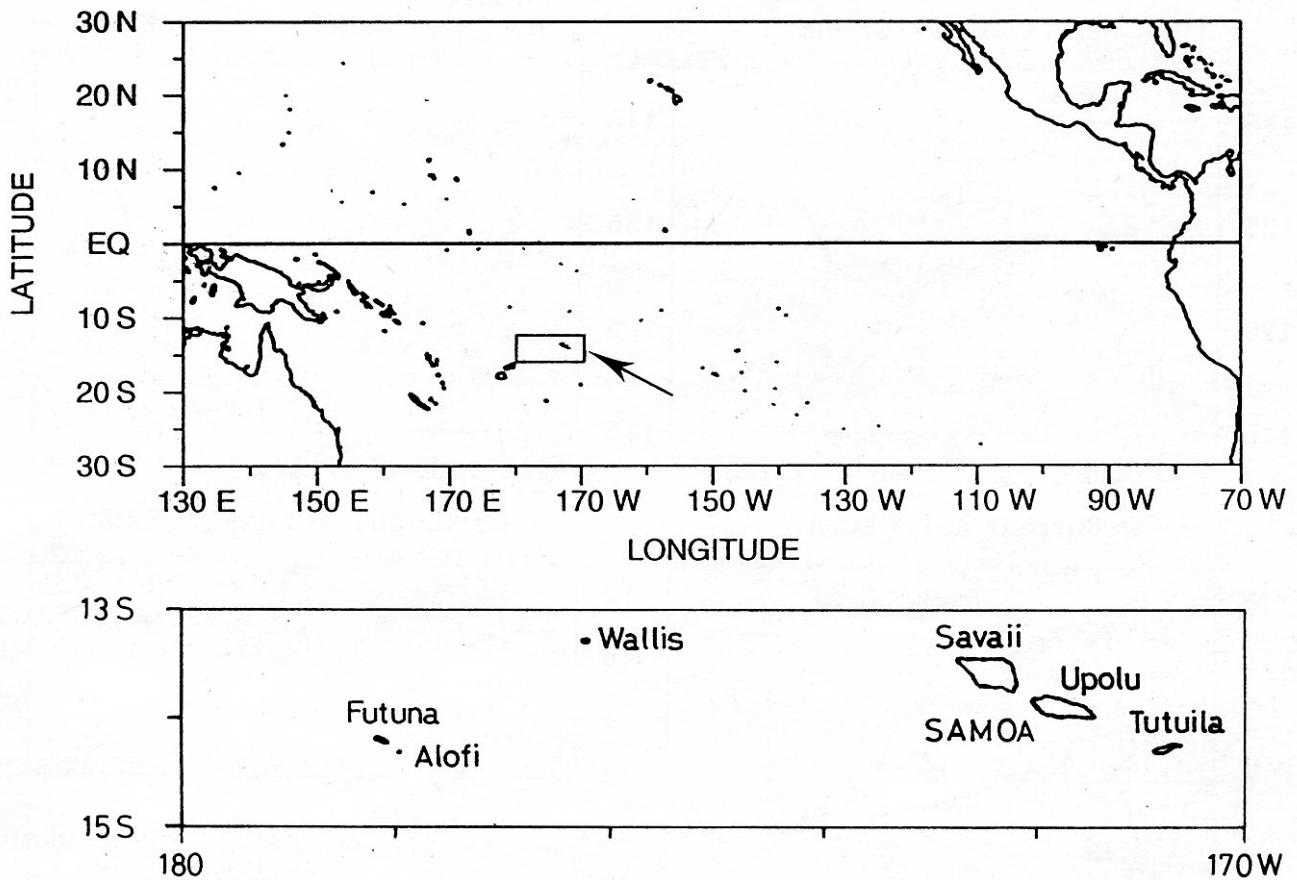 30 N
20 N
10 N
EQ
10 S
20 S
30 S
LATITUDE
130 E 150 E 170 E 170 W 150 W 130 W 110 W 90 W 70 W
LONGITUDE
13 S
Wallis
Savaii
Upolu
Futuna
SAMOA
Tutuila
Alofi
15 S
180
170 W